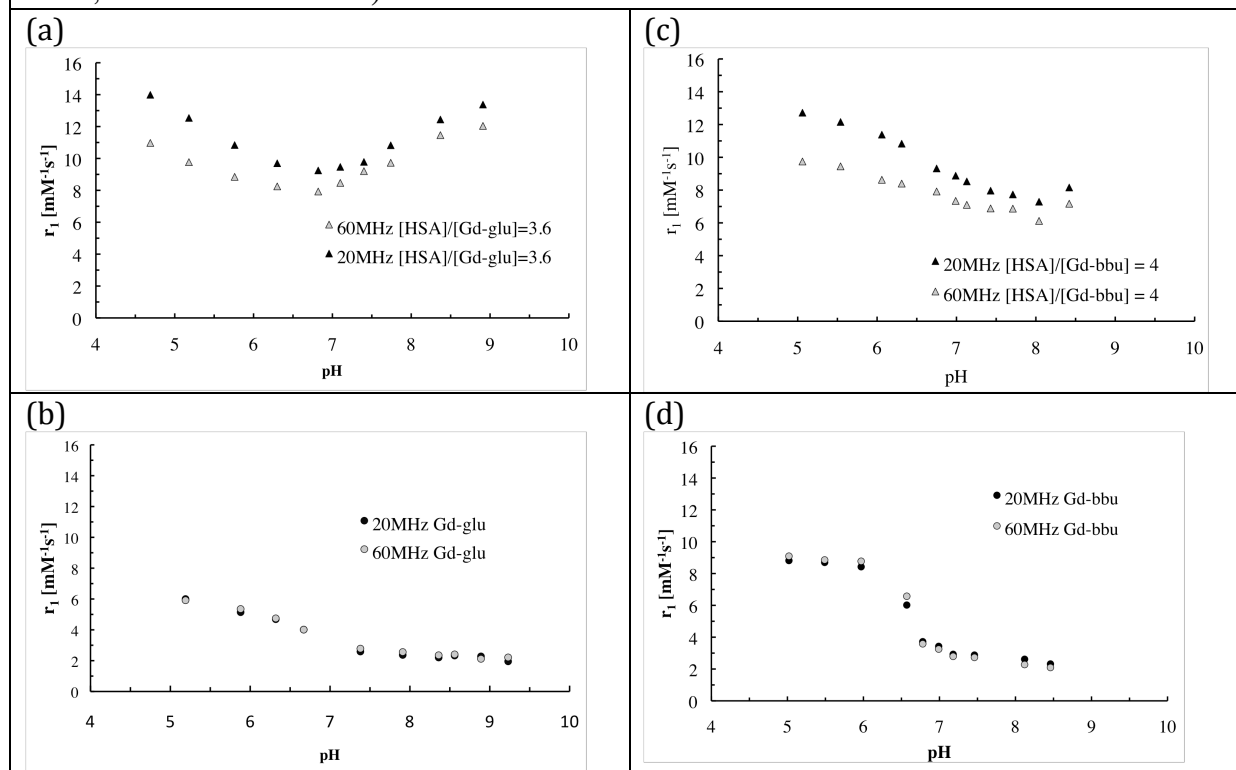 (a)
16
14
12
10
8
6
4
2
0
r1 [mM-1s-1]
60MHz [HSA]/[Gd-glu]=3.6
20MHz [HSA]/[Gd-glu]=3.6
4 5 6 7 8 9 10
pH
(c)
16
14
12
10
8
6
4
2
0
r1 [mM-1s-1]
20MHz [HSA]/[Gd-bbu] = 4
60MHz [HSA]/[Gd-bbu] = 4
4 5 6 7 8 9 10
pH
(b)
16
14
12
10
8
6
4
2
0
r1 [mM-1s-1]
20MHz Gd-glu
60MHz Gd-glu
4 5 6 7 8 9 10
pH
(d)
16
14
12
10
8
6
4
2
0
r1 [mM-1s-1]
20MHz Gd-bbu
60MHz Gd-bbu
4 5 6 7 8 9 10
pH